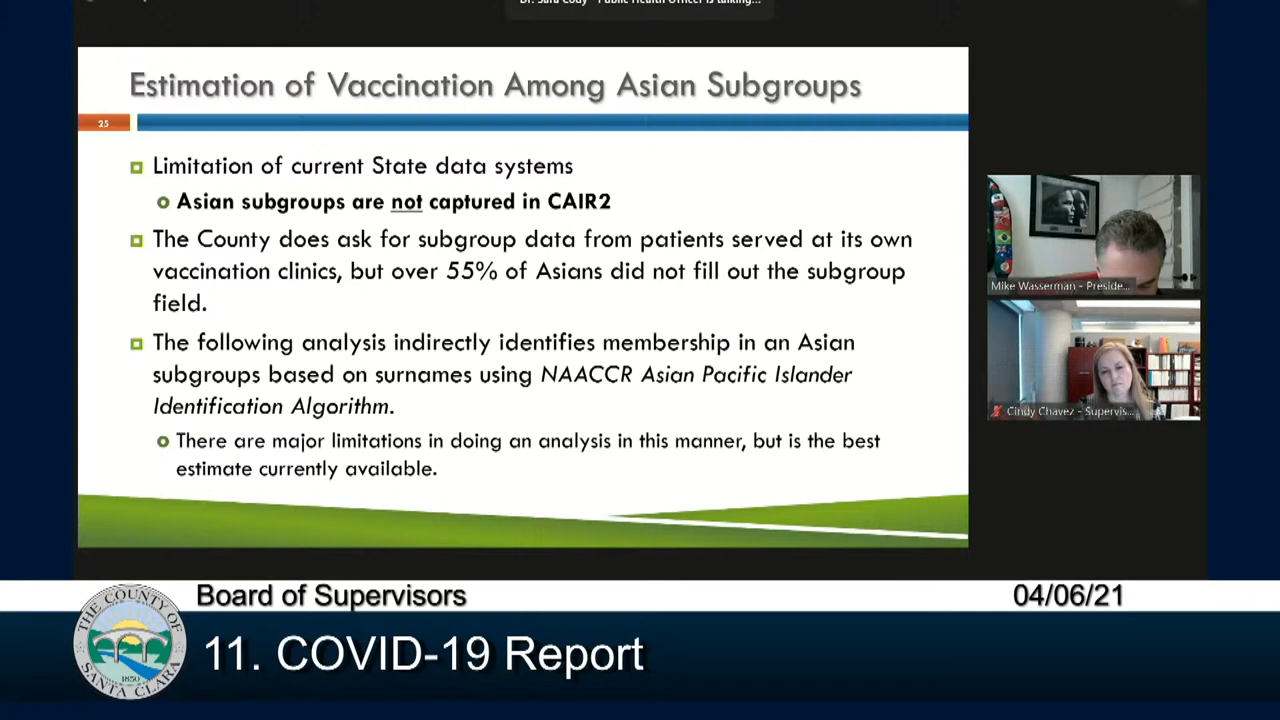 Dr. Sara Cody - Public Health Officer is talking...
Estimation of Vaccination Among Asian Subgroups
25
Limitation of current State data systems
Asian subgroups are not captured in CAIR2
The County does ask for subgroup data from patients served at its own
vaccination clinics, but over 55% of Asians did not fill out the subgroup
field.
The following analysis indirectly identifies membership in an Asian
subgroups based on surnames using NAACCR Asian Pacific Islander
Identification Algorithm.
There are major limitations in doing an analysis in this manner, but is the best
estimate currently available.
Mike Wasserman - Preside...
Cindy Chavez - Supervis...
Board of Supervisors
04/06/21
THE COUNTY OF
SANTA CLARA
1850
11. COVID-19 Report